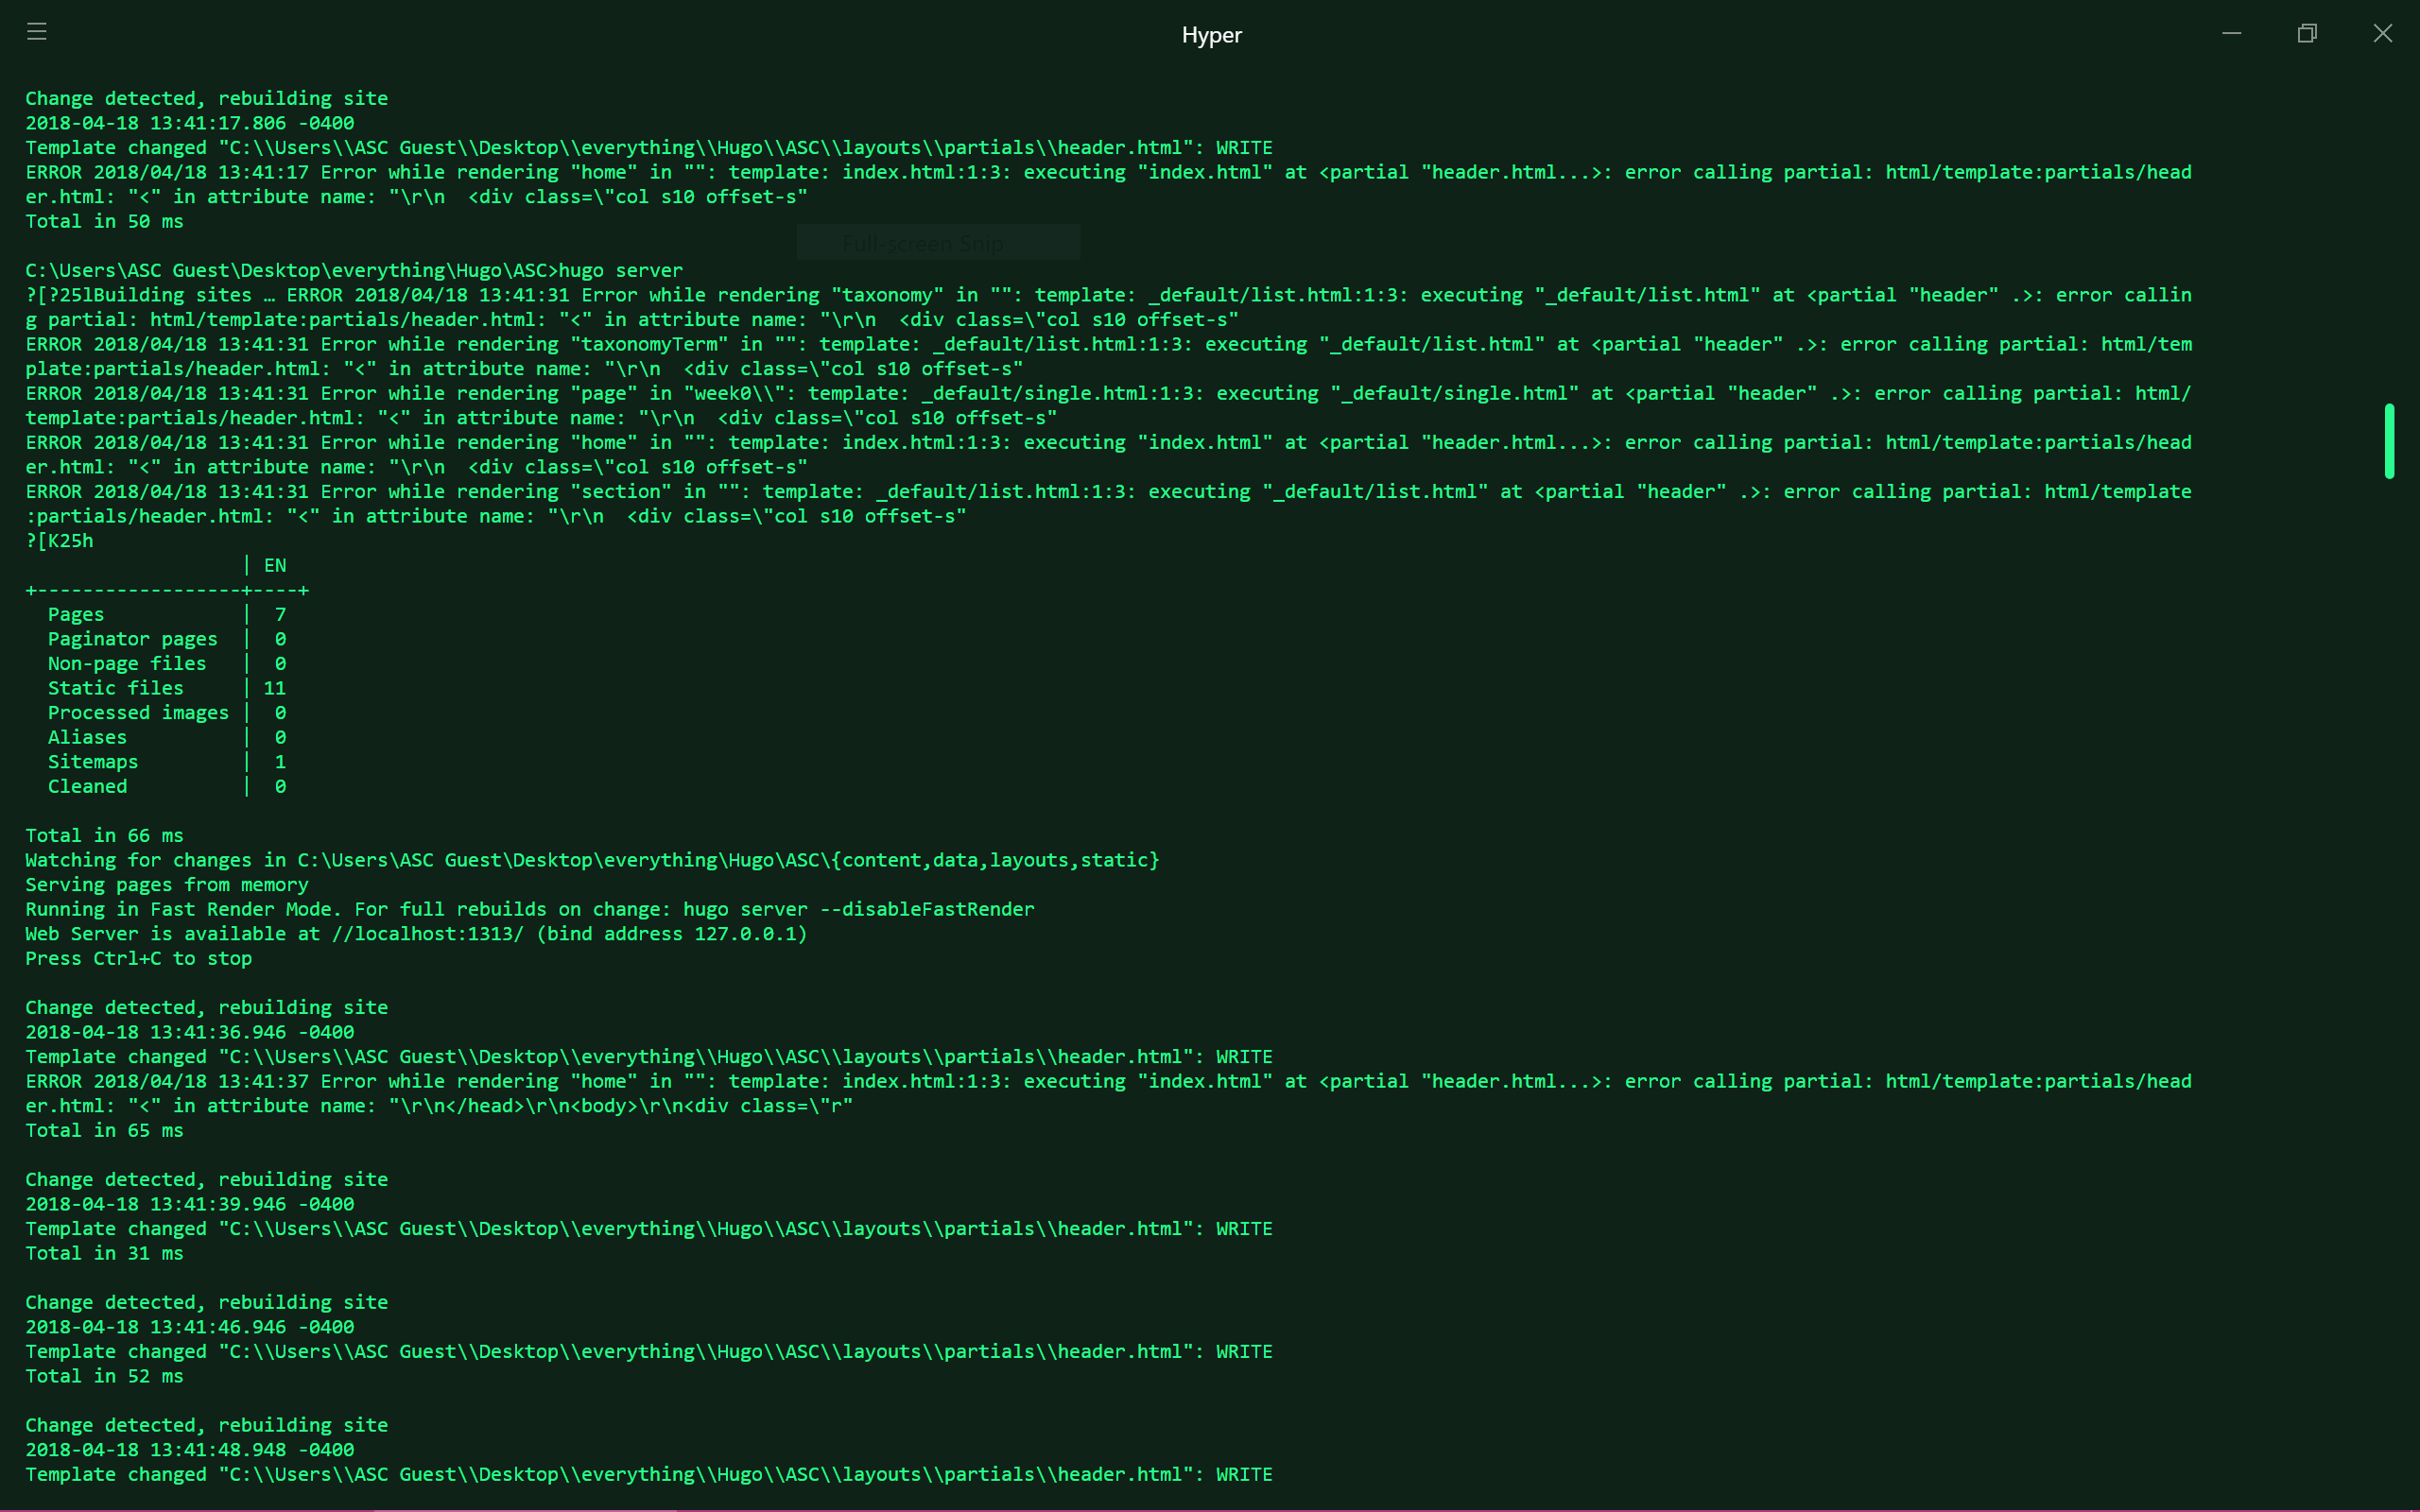 Hyper
Change detected, rebuilding site
2018-04-18 13:41:17.806 -0400
Template changed "C:\\Users\\ASC Guest\\Desktop\\everything\\Hugo\\ASC\\layouts\\partials\\header.html": WRITE
ERROR 2018/04/18 13:41:17 Error while rendering "home" in "": template: index.html:1:3: executing "index.html" at <partial "header.html...>: error calling partial: html/template:partials/head
er.html: "<" in attribute name: "\r\n  <div class=\"col s10 offset-s"
Total in 50 ms
Full-screen Snip
C:\Users\ASC Guest\Desktop\everything\Hugo\ASC>hugo server
?[?25lBuilding sites … ERROR 2018/04/18 13:41:31 Error while rendering "taxonomy" in "": template: _default/list.html:1:3: executing "_default/list.html" at <partial "header" .>: error callin
g partial: html/template:partials/header.html: "<" in attribute name: "\r\n  <div class=\"col s10 offset-s"
ERROR 2018/04/18 13:41:31 Error while rendering "taxonomyTerm" in "": template: _default/list.html:1:3: executing "_default/list.html" at <partial "header" .>: error calling partial: html/tem
plate:partials/header.html: "<" in attribute name: "\r\n  <div class=\"col s10 offset-s"
ERROR 2018/04/18 13:41:31 Error while rendering "page" in "week0\\": template: _default/single.html:1:3: executing "_default/single.html" at <partial "header" .>: error calling partial: html/
template:partials/header.html: "<" in attribute name: "\r\n  <div class=\"col s10 offset-s"
ERROR 2018/04/18 13:41:31 Error while rendering "home" in "": template: index.html:1:3: executing "index.html" at <partial "header.html...>: error calling partial: html/template:partials/head
er.html: "<" in attribute name: "\r\n  <div class=\"col s10 offset-s"
ERROR 2018/04/18 13:41:31 Error while rendering "section" in "": template: _default/list.html:1:3: executing "_default/list.html" at <partial "header" .>: error calling partial: html/template
:partials/header.html: "<" in attribute name: "\r\n  <div class=\"col s10 offset-s"
?[K25h
                   | EN
+------------------+----+
  Pages            |  7
  Paginator pages  |  0
  Non-page files   |  0
  Static files     | 11
  Processed images |  0
  Aliases          |  0
  Sitemaps         |  1
  Cleaned          |  0
Total in 66 ms
Watching for changes in C:\Users\ASC Guest\Desktop\everything\Hugo\ASC\{content,data,layouts,static}
Serving pages from memory
Running in Fast Render Mode. For full rebuilds on change: hugo server --disableFastRender
Web Server is available at //localhost:1313/ (bind address 127.0.0.1)
Press Ctrl+C to stop
Change detected, rebuilding site
2018-04-18 13:41:36.946 -0400
Template changed "C:\\Users\\ASC Guest\\Desktop\\everything\\Hugo\\ASC\\layouts\\partials\\header.html": WRITE
ERROR 2018/04/18 13:41:37 Error while rendering "home" in "": template: index.html:1:3: executing "index.html" at <partial "header.html...>: error calling partial: html/template:partials/head
er.html: "<" in attribute name: "\r\n</head>\r\n<body>\r\n<div class=\"r"
Total in 65 ms
Change detected, rebuilding site
2018-04-18 13:41:39.946 -0400
Template changed "C:\\Users\\ASC Guest\\Desktop\\everything\\Hugo\\ASC\\layouts\\partials\\header.html": WRITE
Total in 31 ms
Change detected, rebuilding site
2018-04-18 13:41:46.946 -0400
Template changed "C:\\Users\\ASC Guest\\Desktop\\everything\\Hugo\\ASC\\layouts\\partials\\header.html": WRITE
Total in 52 ms
Change detected, rebuilding site
2018-04-18 13:41:48.948 -0400
Template changed "C:\\Users\\ASC Guest\\Desktop\\everything\\Hugo\\ASC\\layouts\\partials\\header.html": WRITE